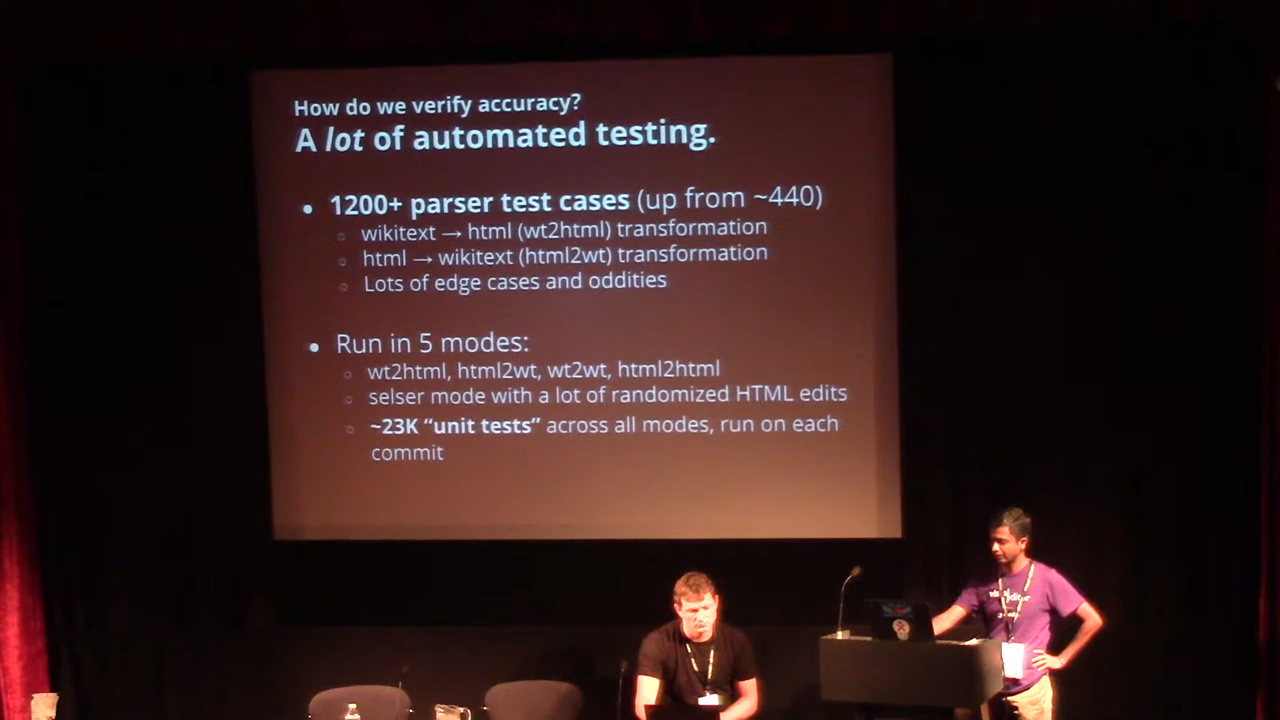 How do we verify accuracy?
A lot of automated testing.
• 1200+ parser test cases (up from ~440)
○ wikitext → html (wt2html) transformation
○ html → wikitext (html2wt) transformation
○ Lots of edge cases and oddities
• Run in 5 modes:
○ wt2html, html2wt, wt2wt, html2html
○ selser mode with a lot of randomized HTML edits
○ ~23K “unit tests” across all modes, run on each
commit